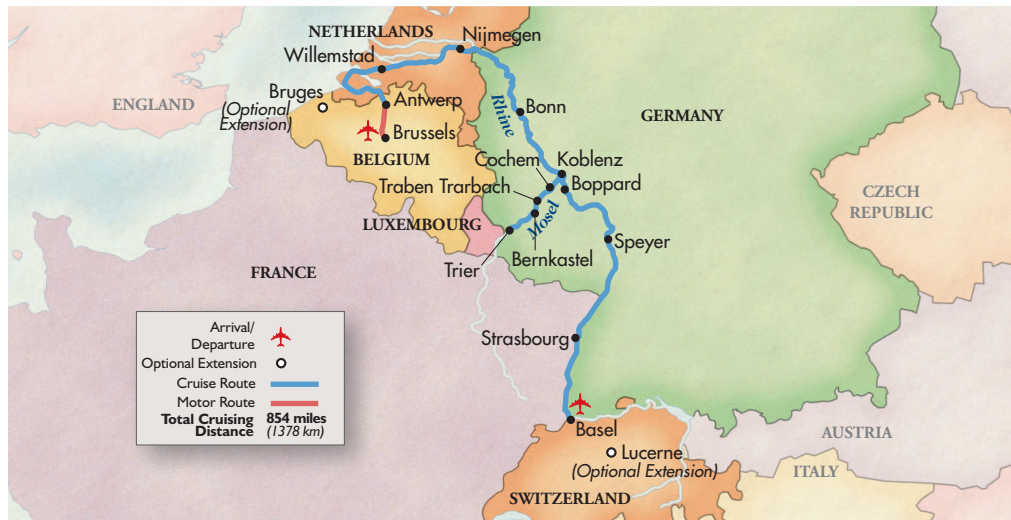 NETHERLANDS
Nijmegen
Willemstad
Bruges
(Optional
Extension)
ENGLAND
Antwerp
Rhine
Bonn
GERMANY
Brussels
BELGIUM
Cochem
Koblenz
Traben Trarbach
Boppard
CZECH
REPUBLIC
LUXEMBOURG
Mosel
Speyer
Trier
Bernkastel
FRANCE
Arrival/
Departure
Optional Extension
Cruise Route
Motor Route
Total Cruising 854 miles
Distance (1378 km)
Strasbourg
Basel
AUSTRIA
Lucerne
(Optional Extension)
ITALY
SWITZERLAND